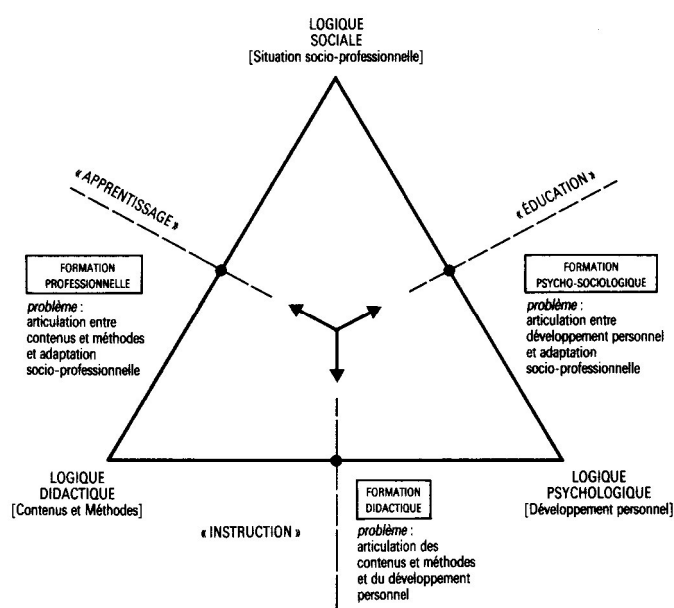 LOGIQUE
SOCIALE
[Situation socio-professionnelle]
« APPRENTISSAGE »
« ÉDUCATION »
FORMATION
PROFESSIONNELLE
problème :
articulation entre
contenus et méthodes
et adaptation
socio-professionnelle
FORMATION
PSYCHO-SOCIOLOGIQUE
problème :
articulation entre
développement personnel
et adaptation
socio-professionnelle
LOGIQUE
DIDACTIQUE
[Contenus et Méthodes]
LOGIQUE
PSYCHOLOGIQUE
[Développement personnel]
« INSTRUCTION »
FORMATION
DIDACTIQUE
problème :
articulation des
contenus et méthodes
et du développement
personnel